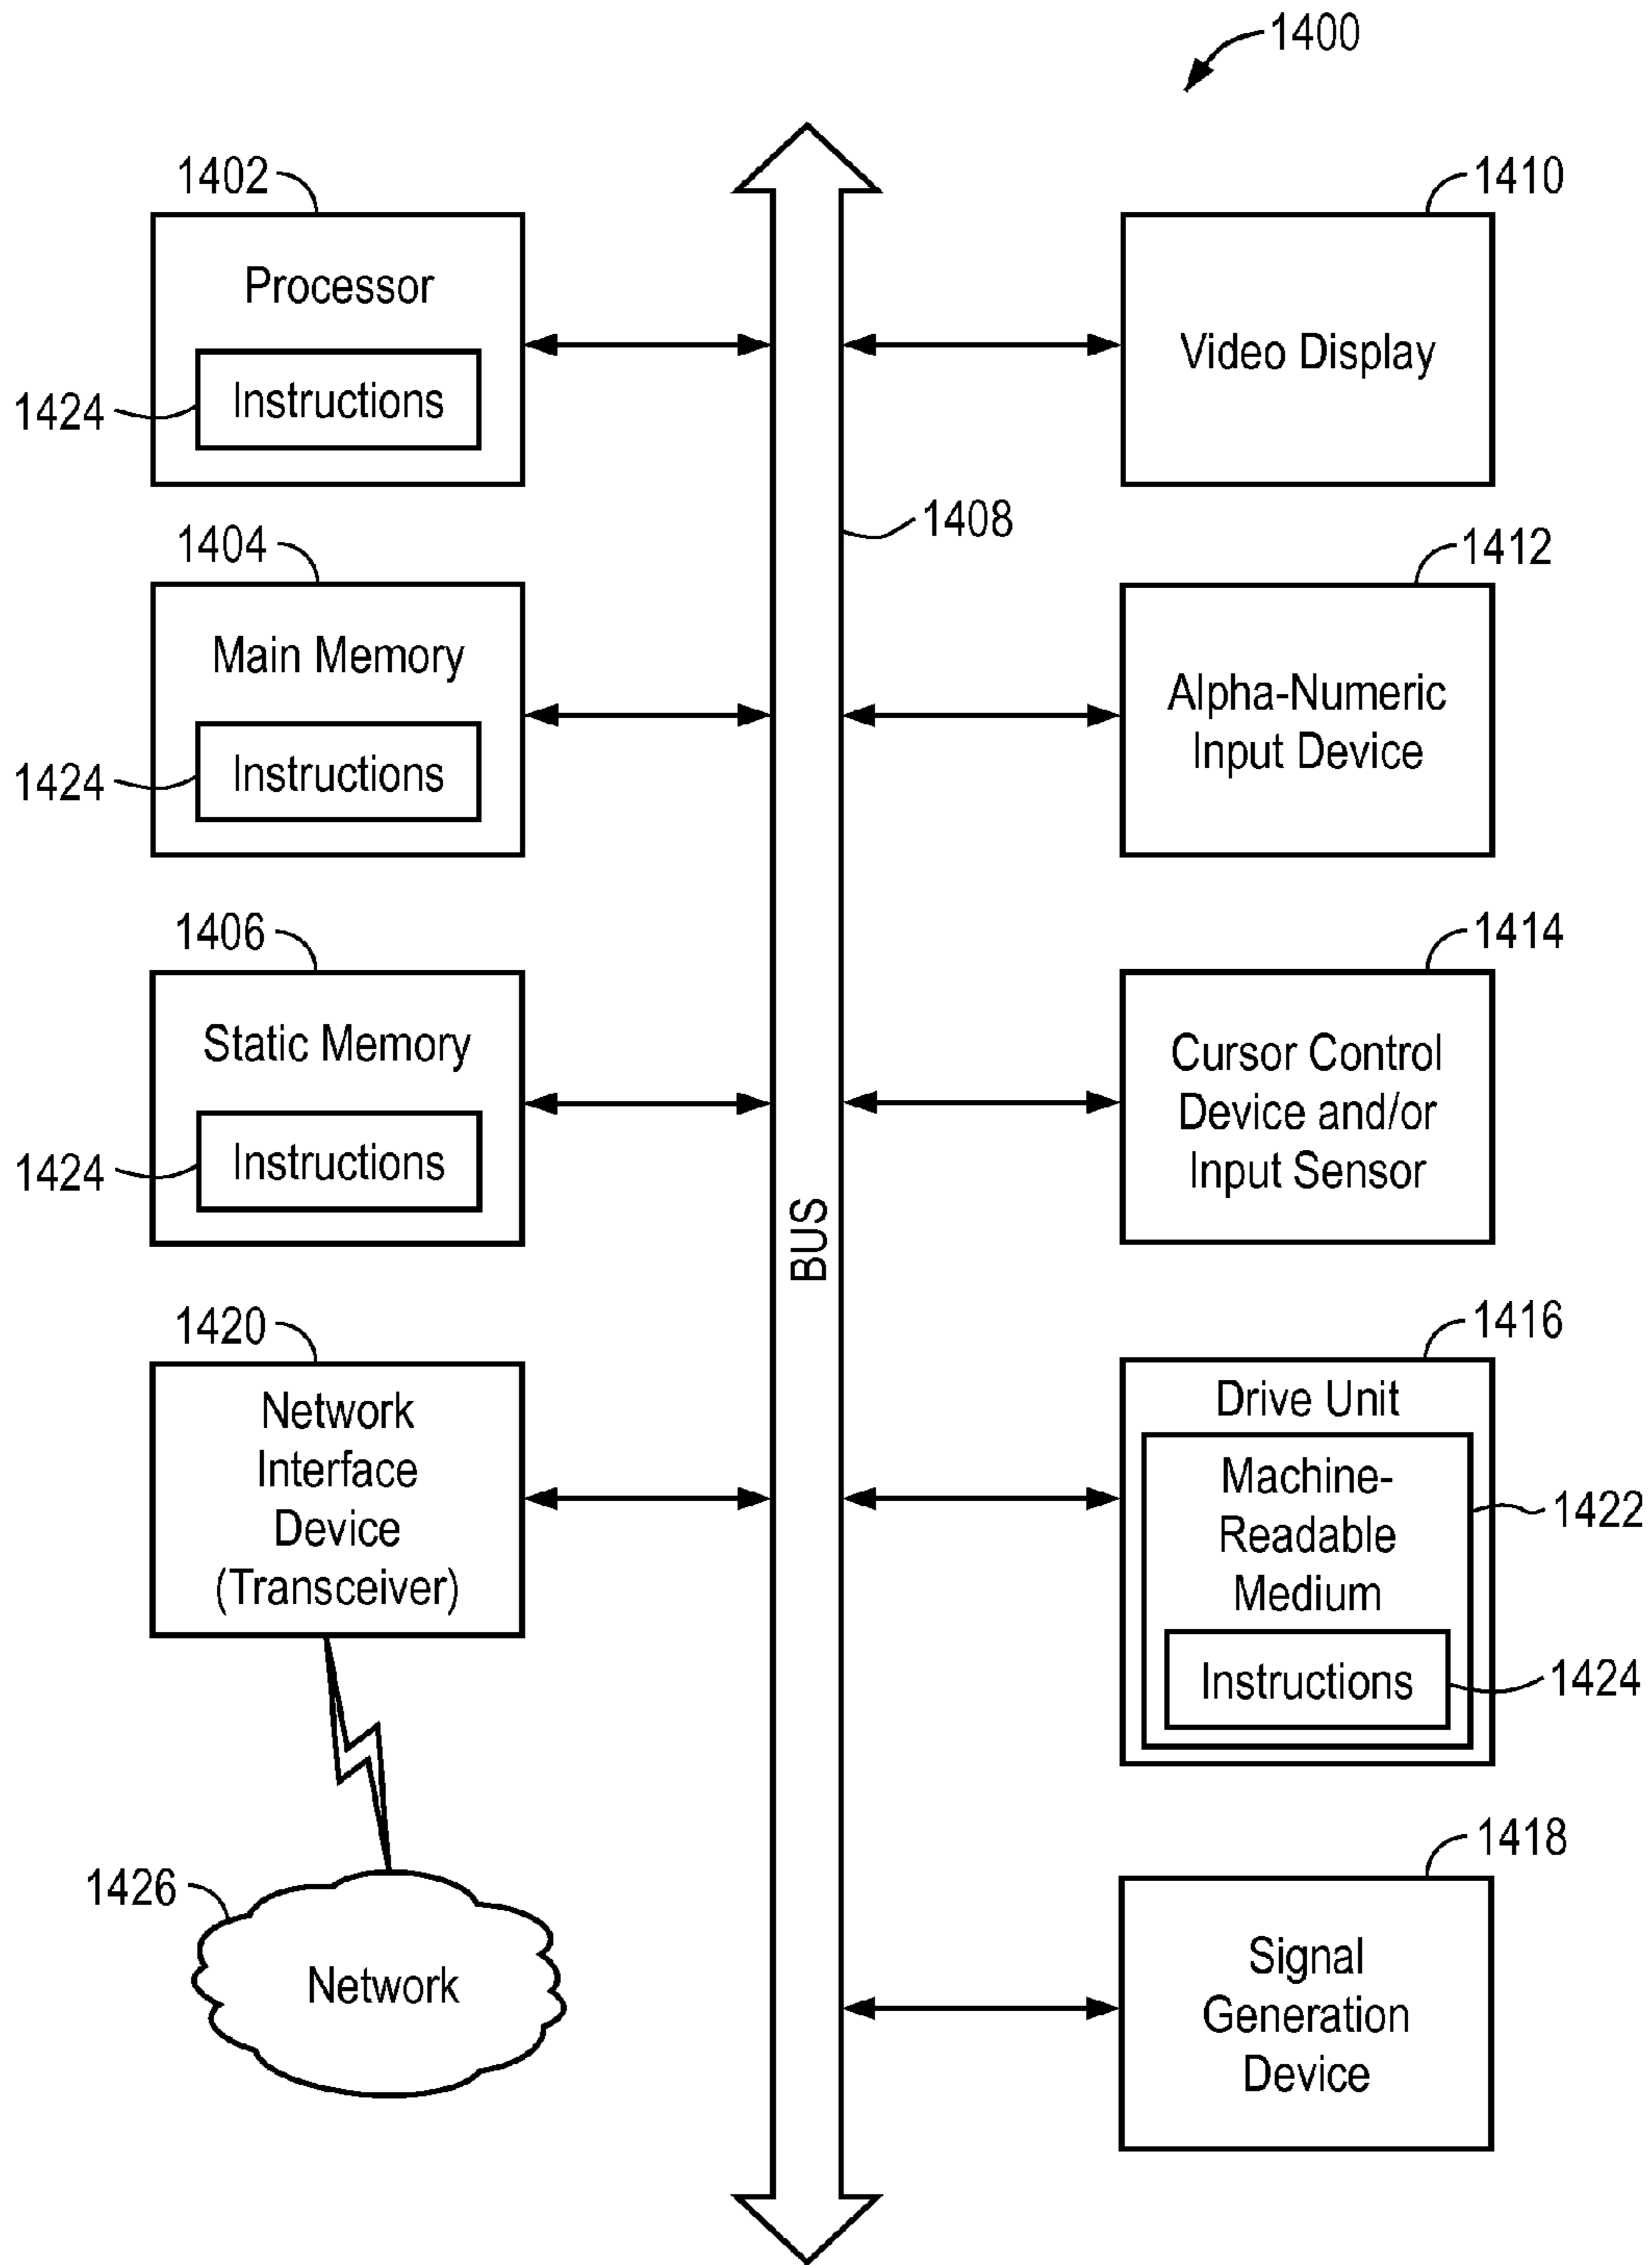 1400
1402
Processor
1424
Instructions
1404
Main Memory
1424
Instructions
1406
Static Memory
1424
Instructions
1420
Network
Interface
Device
(Transceiver)
1426
Network
1408
BUS
1410
Video Display
1412
Alpha-Numeric
Input Device
1414
Cursor Control
Device and/or
Input Sensor
1416
Drive Unit
Machine-
Readable
Medium
1422
Instructions
1424
1418
Signal
Generation
Device